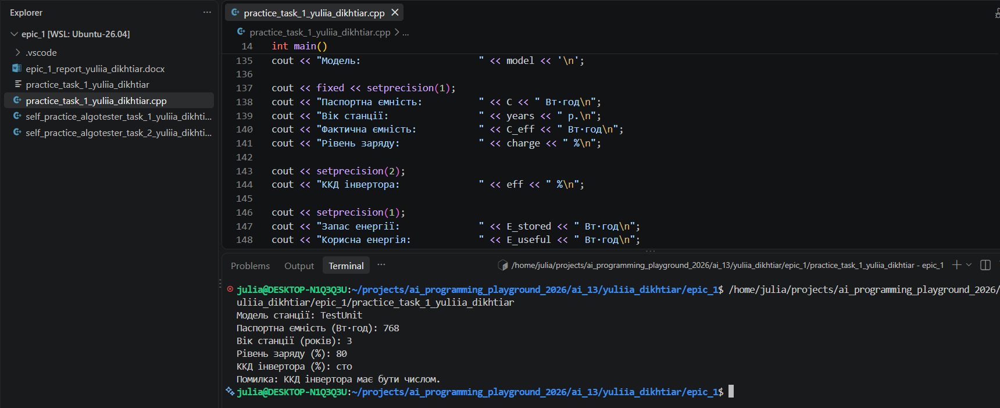 Explorer
epic_1 [WSL: Ubuntu-26.04]
.vscode
epic_1_report_yuliia_dikhtiar.docx
practice_task_1_yuliia_dikhtiar
practice_task_1_yuliia_dikhtiar.cpp
self_practice_algotester_task_1_yuliia_dikhti...
self_practice_algotester_task_2_yuliia_dikhti...
practice_task_1_yuliia_dikhtiar.cpp
practice_task_1_yuliia_dikhtiar.cpp > ...
14 int main()
135 cout << "Модель:                     " << model << '\n';
136
137 cout << fixed << setprecision(1);
138 cout << "Паспортна ємність:          " << C << " Вт·год\n";
139 cout << "Вік станції:                " << years << " р.\n";
140 cout << "Фактична ємність:           " << C_eff << " Вт·год\n";
141 cout << "Рівень заряду:              " << charge << " %\n";
142
143 cout << setprecision(2);
144 cout << "ККД інвертора:              " << eff << " %\n";
145
146 cout << setprecision(1);
147 cout << "Запас енергії:              " << E_stored << " Вт·год\n";
148 cout << "Корисна енергія:            " << E_useful << " Вт·год\n";
Problems Output Terminal ... /home/julia/projects/ai_programming_playground_2026/ai_13/yuliia_dikhtiar/epic_1/practice_task_1_yuliia_dikhtiar - epic_1
julia@DESKTOP-N1Q3Q3U:~/projects/ai_programming_playground_2026/ai_13/yuliia_dikhtiar/epic_1$ /home/julia/projects/ai_programming_playground_2026/
uliia_dikhtiar/epic_1/practice_task_1_yuliia_dikhtiar
Модель станції: TestUnit
Паспортна ємність (Вт·год): 768
Вік станції (років): 3
Рівень заряду (%): 80
ККД інвертора (%): сто
Помилка: ККД інвертора має бути числом.
julia@DESKTOP-N1Q3Q3U:~/projects/ai_programming_playground_2026/ai_13/yuliia_dikhtiar/epic_1$